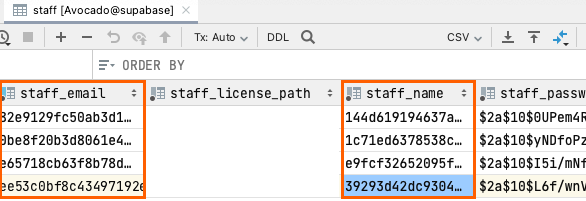 staff [Avocado@supabase]
Tx: Auto DDL CSV
ORDER BY
staff_email staff_license_path staff_name staff_passw
32e9129fc50ab3d1… 144d619194637a… $2a$10$0UPem4R
0be8f20b3d8061e4… 1c71ed6378538c… $2a$10$yNDfoPz
e65718cb63f8b78d… e9fcf32652095f… $2a$10$I5i/mNf
ee53c0bf8c43497192e 39293d42dc9304… $2a$10$L6f/wnV